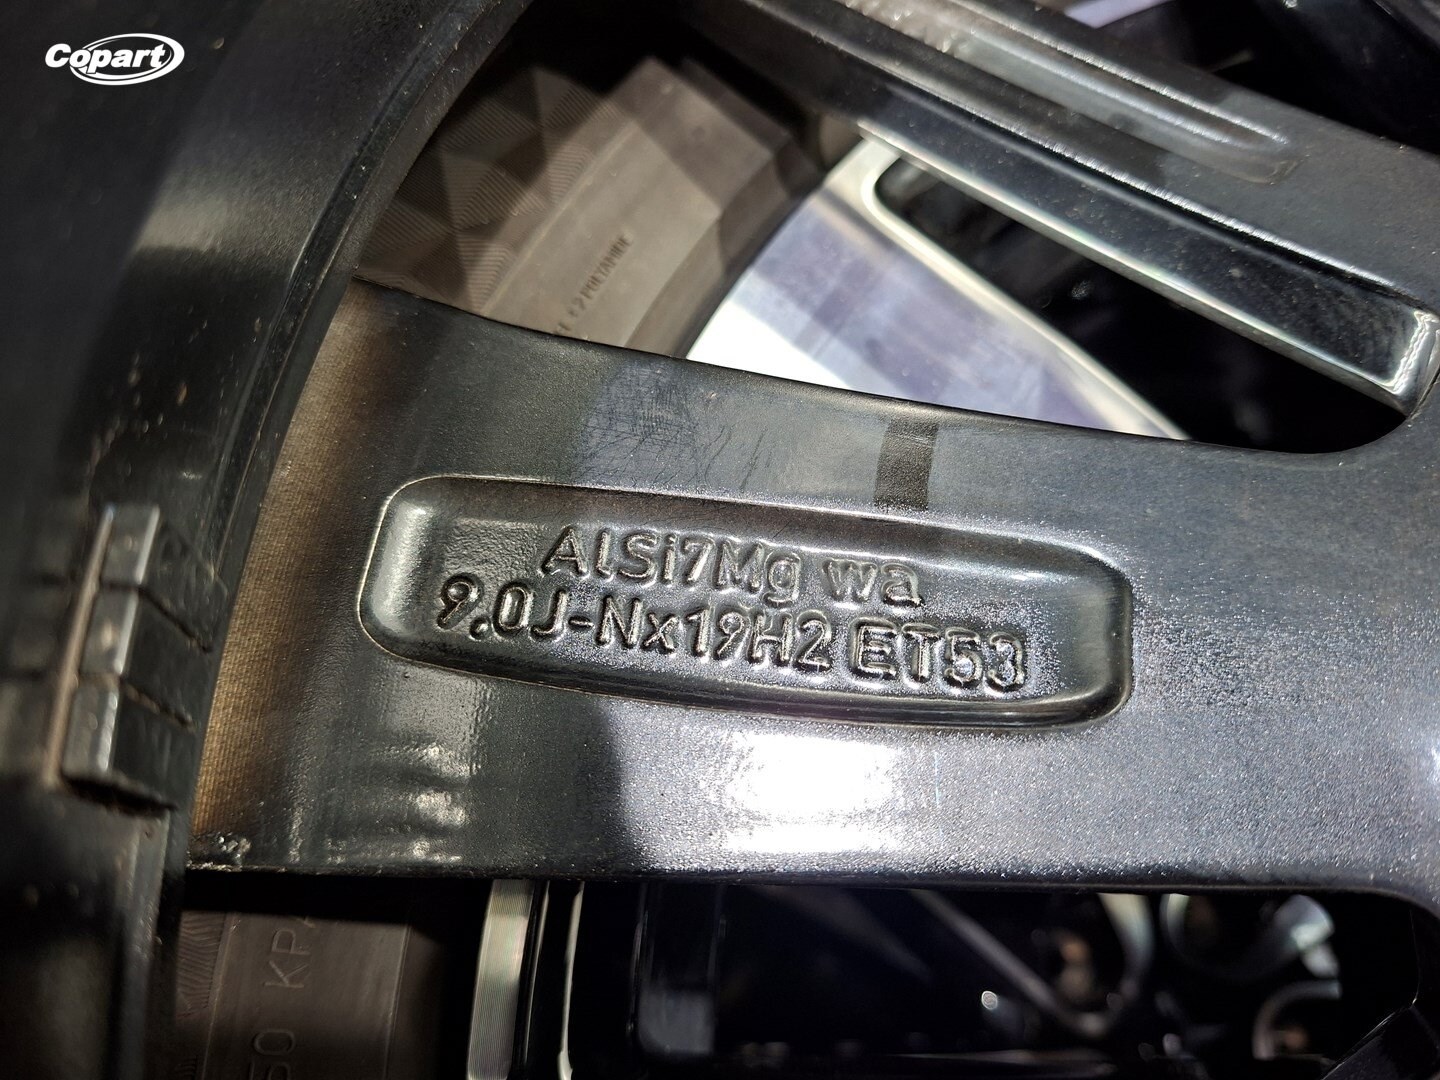 Copart
AlSi7Mg wa
9.0J-Nx19H2 ET53